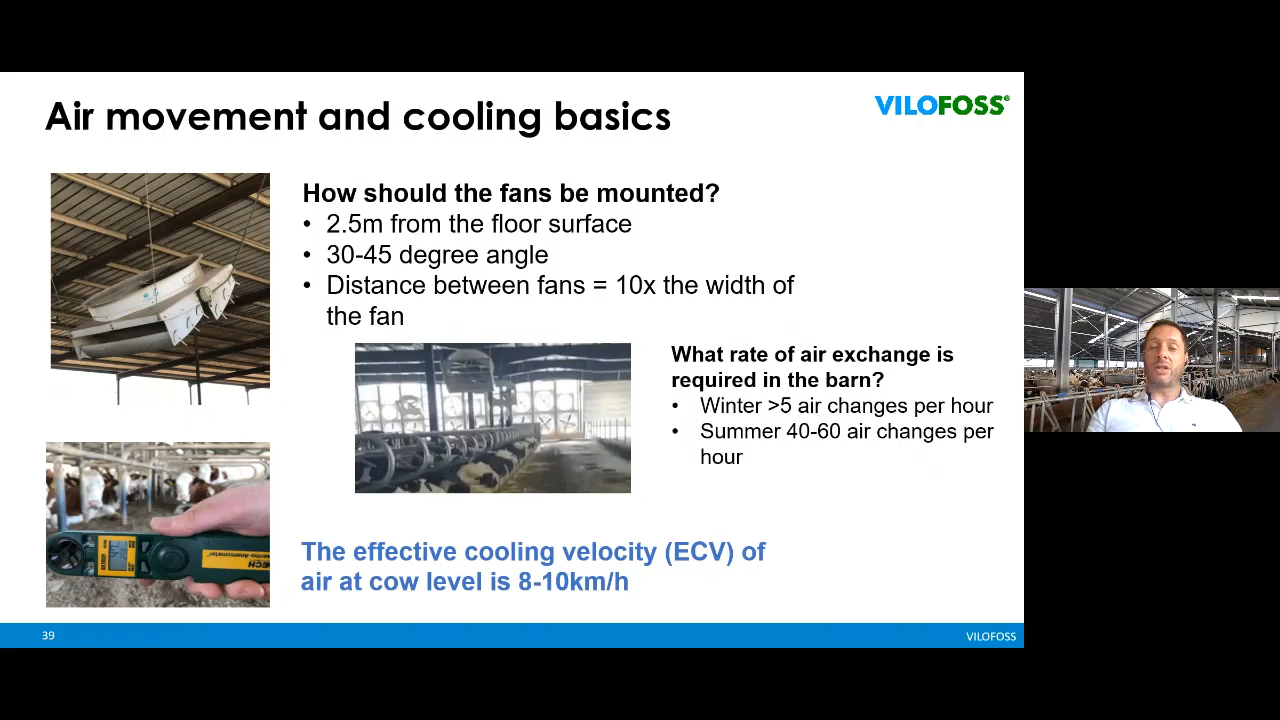 Air movement and cooling basics
VILOFOSS®
How should the fans be mounted?
• 2.5m from the floor surface
• 30-45 degree angle
• Distance between fans = 10x the width of
the fan
What rate of air exchange is
required in the barn?
• Winter >5 air changes per hour
• Summer 40-60 air changes per
hour
The effective cooling velocity (ECV) of
air at cow level is 8-10km/h
39
VILOFOSS